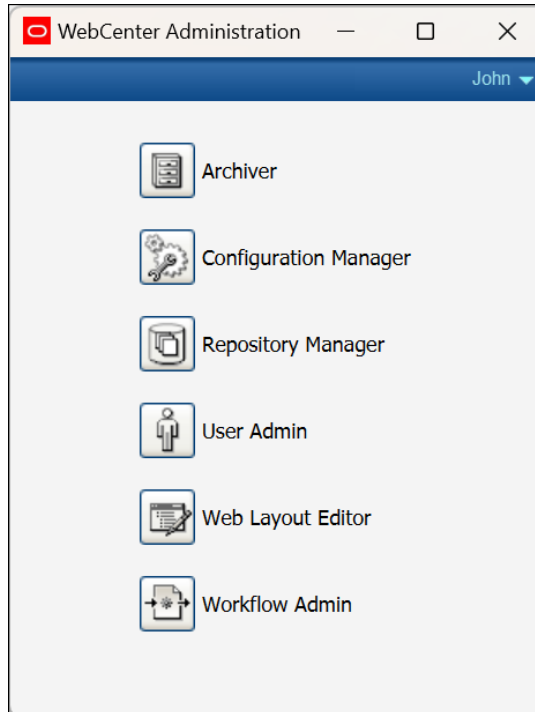 WebCenter Administration
John
Archiver
Configuration Manager
Repository Manager
User Admin
Web Layout Editor
Workflow Admin